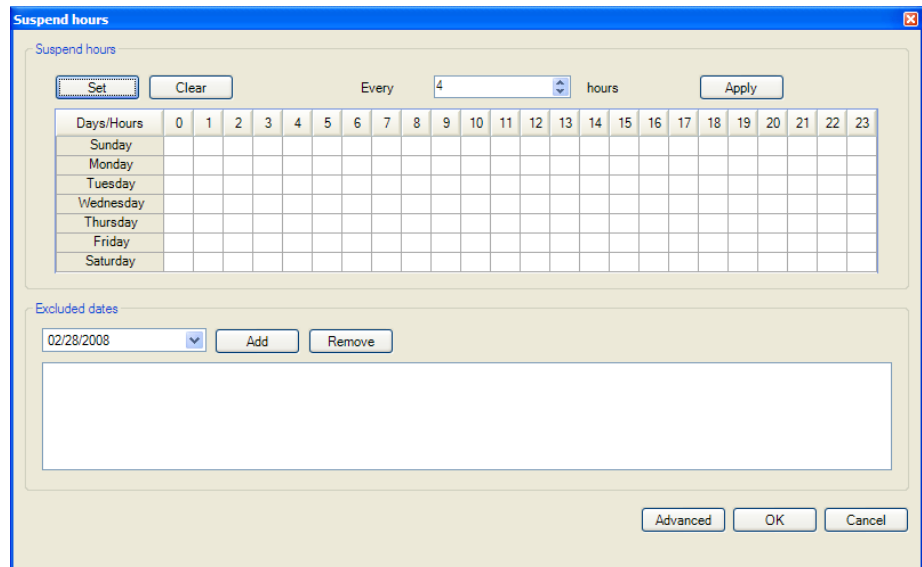 Suspend hours
Suspend hours
Set Clear Every 4 hours Apply
Days/Hours 0 1 2 3 4 5 6 7 8 9 10 11 12 13 14 15 16 17 18 19 20 21 22 23
Sunday
Monday
Tuesday
Wednesday
Thursday
Friday
Saturday
Excluded dates
02/28/2008 Add Remove
Advanced OK Cancel